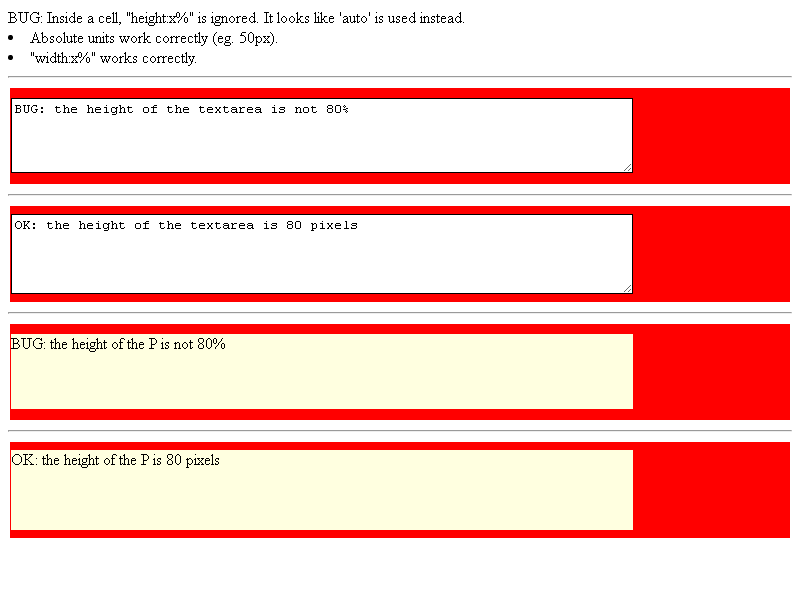 BUG: Inside a cell, "height:x%" is ignored. It looks like 'auto' is used instead.
• Absolute units work correctly (eg. 50px).
• "width:x%" works correctly.
BUG: the height of the textarea is not 80%
OK: the height of the textarea is 80 pixels
BUG: the height of the P is not 80%
OK: the height of the P is 80 pixels